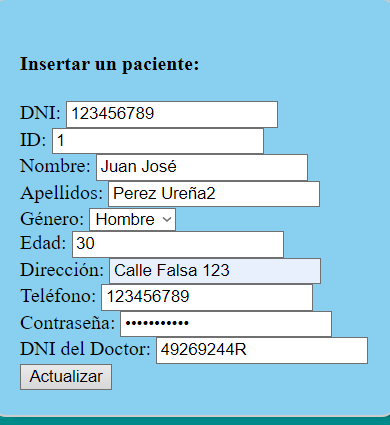 Insertar un paciente:
DNI: 123456789
ID: 1
Nombre: Juan José
Apellidos: Perez Ureña2
Género: Hombre
Edad: 30
Dirección: Calle Falsa 123
Teléfono: 123456789
Contraseña: •••••••••••
DNI del Doctor: 49269244R
Actualizar